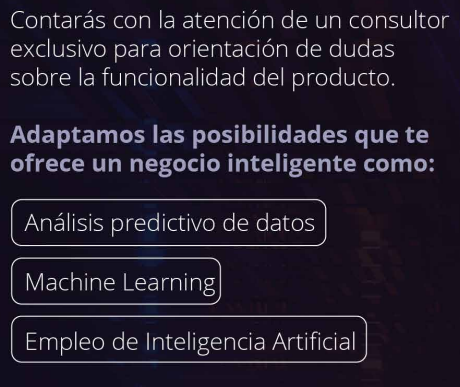 Contarás con la atención de un consultor
exclusivo para orientación de dudas
sobre la funcionalidad del producto.
Adaptamos las posibilidades que te
ofrece un negocio inteligente como:
Análisis predictivo de datos
Machine Learning
Empleo de Inteligencia Artificial